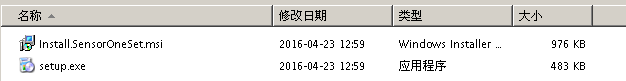 名称 修改日期 类型 大小
Install.SensorOneSet.msi 2016-04-23 12:59 Windows Installer ... 976 KB
setup.exe 2016-04-23 12:59 应用程序 483 KB